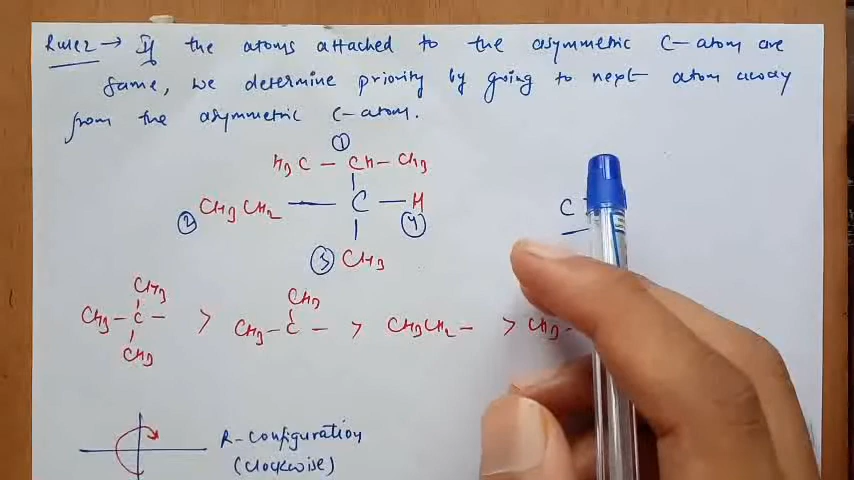 Rule2 → If the atoms attached to the asymmetric C-atom are
same, we determine priority by going to next atom away
from the asymmetric C-atom.
①
H3C - CH - CH3
② CH3CH2 - C - H ④
③ CH3
C
CH3 CH3
CH3 - C - > CH3 - C - > CH3CH2 - > CH3 -
CH3
R-configuration
(clockwise)